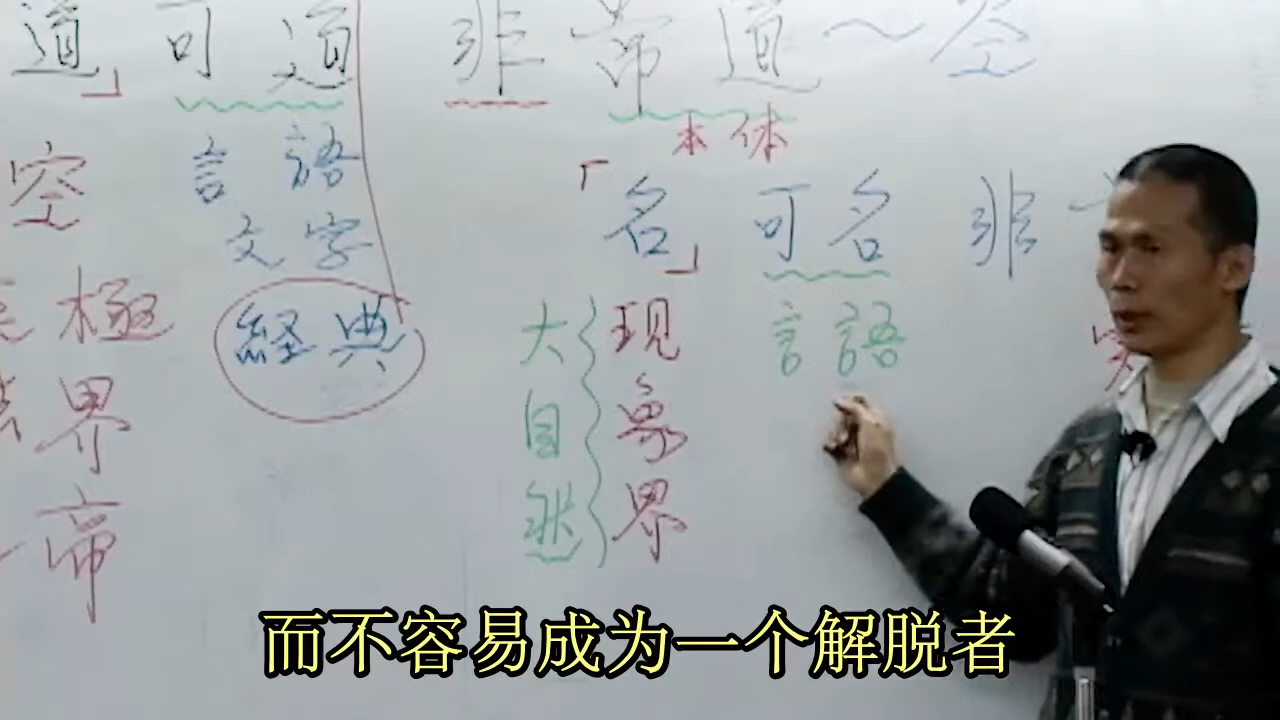 「道」可道 非常道～空
本体
空 言語
「名」可名 非
文字
極 経典
大自然 現象界 言語
界
帝
而不容易成为一个解脱者